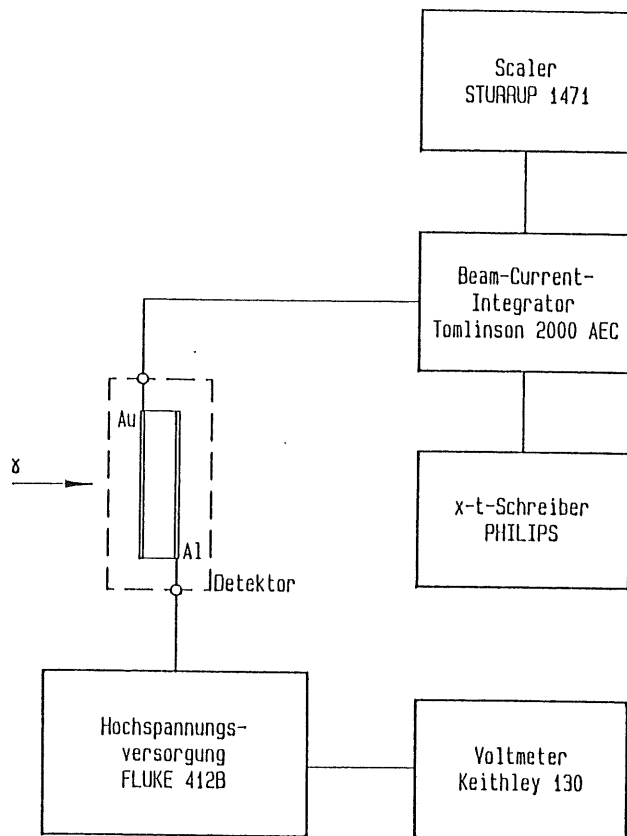 Scaler
STURRUP 1471
Beam-Current-
Integrator
Tomlinson 2000 AEC
Au
γ
x-t-Schreiber
PHILIPS
Al
Detektor
Hochspannungs-
versorgung
FLUKE 412B
Voltmeter
Keithley 130